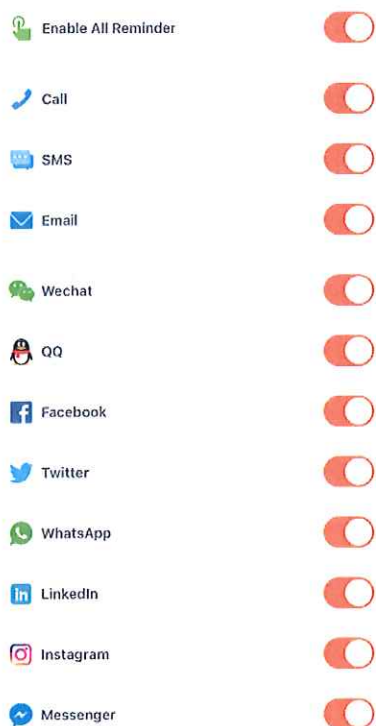 Enable All Reminder
Call
SMS
Email
Wechat
QQ
Facebook
Twitter
WhatsApp
LinkedIn
Instagram
Messenger